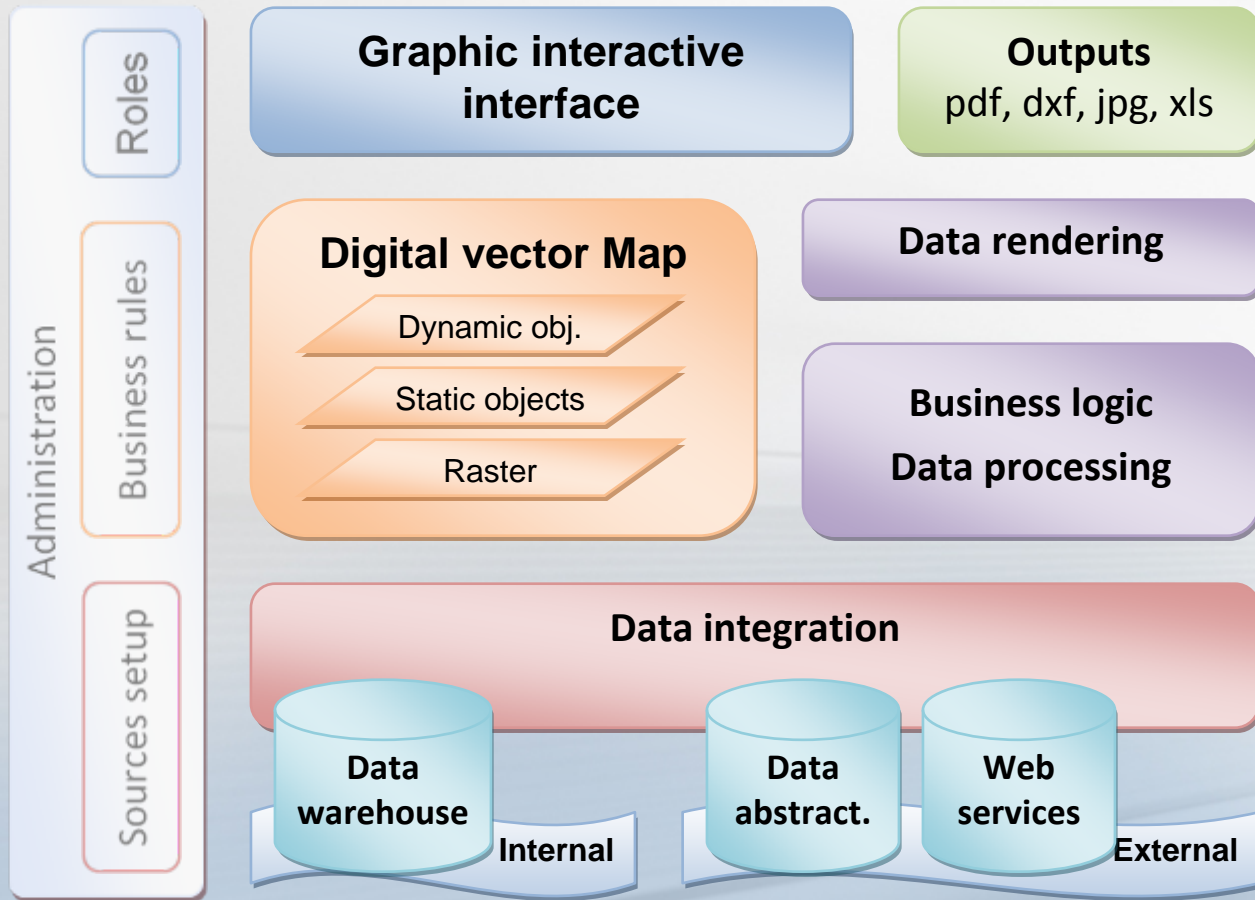 Administration
Roles
Business rules
Sources setup
Graphic interactive
interface
Outputs
pdf, dxf, jpg, xls
Digital vector Map
Dynamic obj.
Static objects
Raster
Data rendering
Business logic
Data processing
Data integration
Data
warehouse
Internal
Data
abstract.
Web
services
External